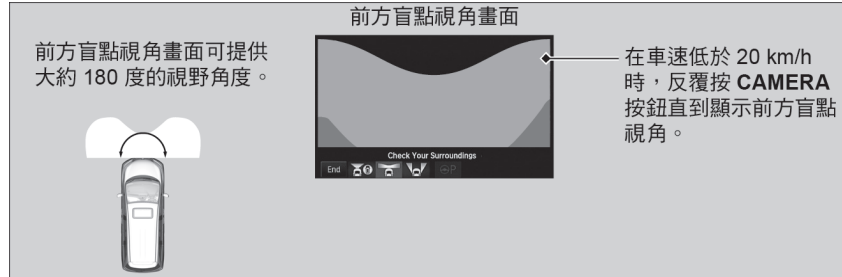 前方盲點視角畫面
前方盲點視角畫面可提供
大約 180 度的視野角度。
在車速低於 20 km/h
時，反覆按 CAMERA
按鈕直到顯示前方盲點
視角。
Check Your Surroundings
End
P